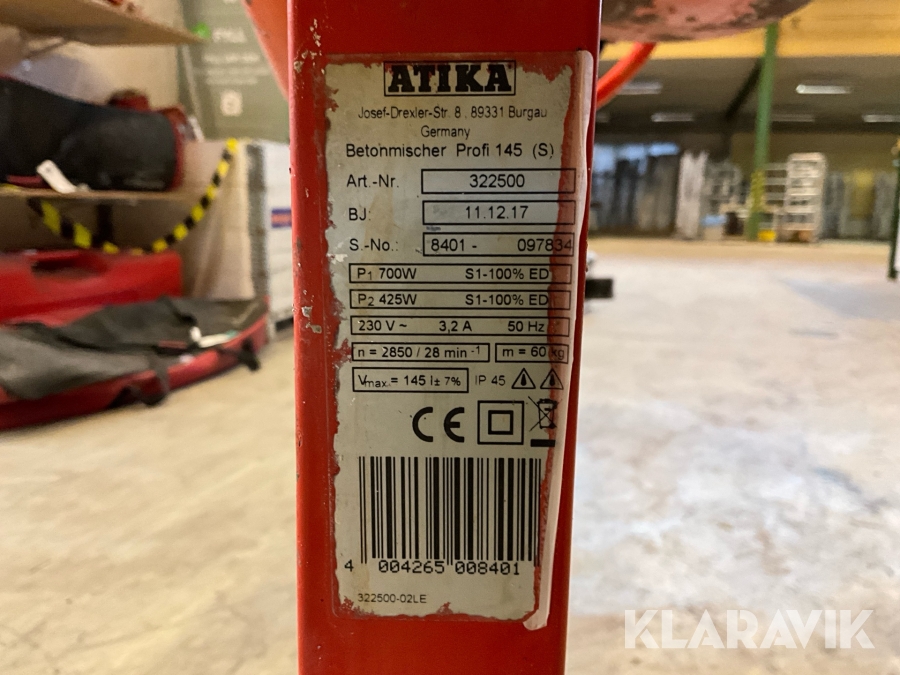 ATIKA
Josef-Drexler-Str. 8 . 89331 Burgau
Germany
Betonmischer Profi 145 (S)
Art.-Nr. 322500
BJ: 11.12.17
S.-No.: 8401 - 097834
P1 700W S1-100% ED
P2 425W S1-100% ED
230 V ~ 3,2 A 50 Hz
n = 2850 / 28 min -1 m = 60 kg
Vmax. = 145 l ± 7% IP 45
CE
4 004265 008401
322500-02LE
KLARAVIK